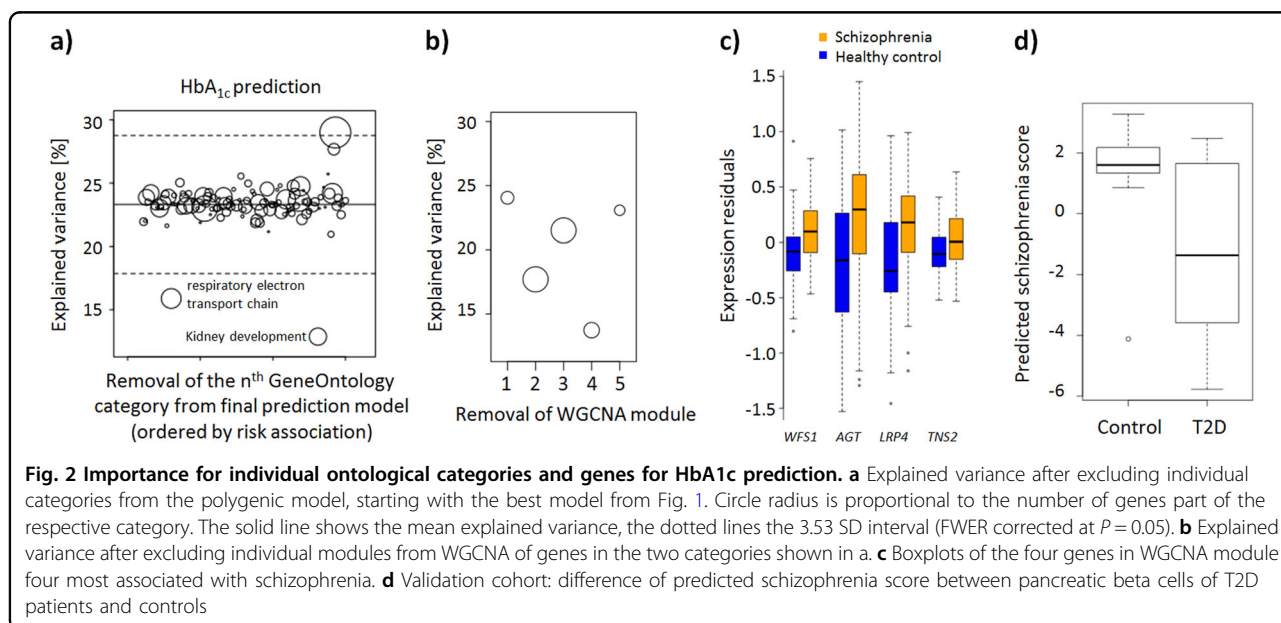 a)
HbA1c prediction
Explained variance [%]
30
25
20
15
respiratory electron
transport chain
Kidney development
Removal of the nth GeneOntology
category from final prediction model
(ordered by risk association)
b)
Explained variance [%]
30
25
20
15
1 2 3 4 5
Removal of WGCNA module
c)
Schizophrenia
Healthy control
Expression residuals
1.5
1.0
0.5
0
-0.5
-1.0
-1.5
WFS1 AGT LRP4 TNS2
d)
Predicted schizophrenia score
2
0
-2
-4
-6
Control T2D
Fig. 2 Importance for individual ontological categories and genes for HbA1c prediction. a Explained variance after excluding individual
categories from the polygenic model, starting with the best model from Fig. 1. Circle radius is proportional to the number of genes part of the
respective category. The solid line shows the mean explained variance, the dotted lines the 3.53 SD interval (FWER corrected at P = 0.05). b Explained
variance after excluding individual modules from WGCNA of genes in the two categories shown in a. c Boxplots of the four genes in WGCNA module
four most associated with schizophrenia. d Validation cohort: difference of predicted schizophrenia score between pancreatic beta cells of T2D
patients and controls